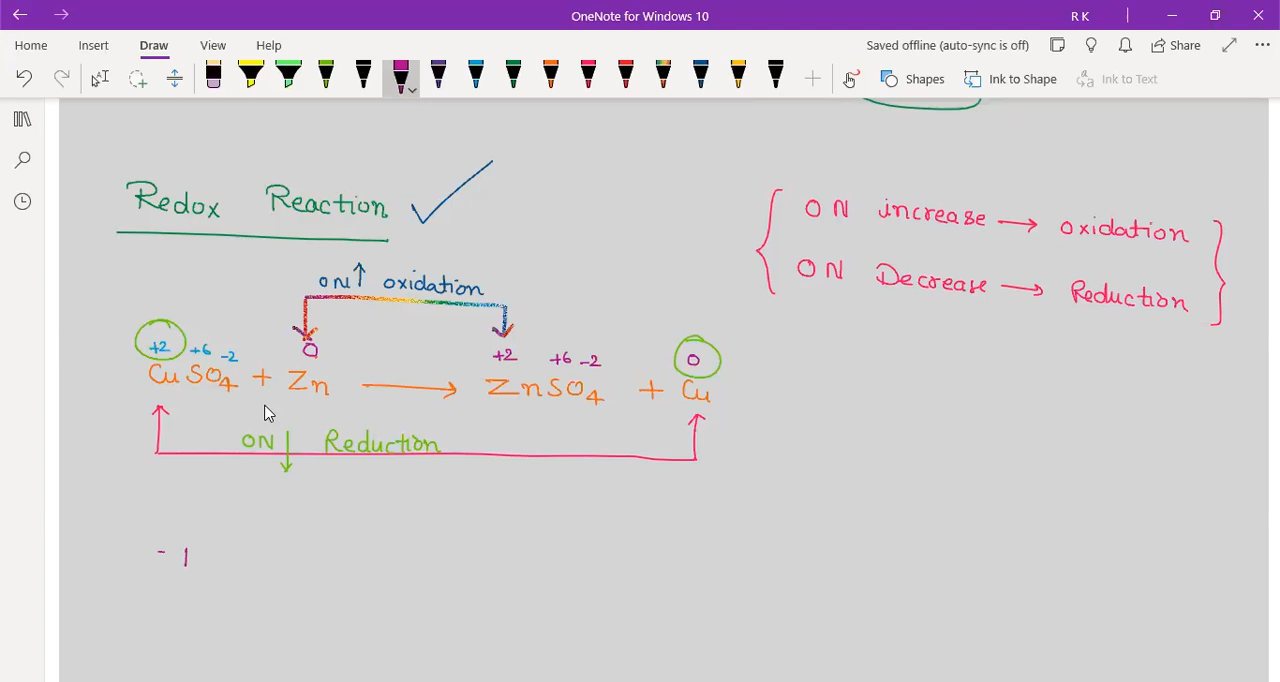 OneNote for Windows 10
R K
Home Insert Draw View Help
Saved offline (auto-sync is off)
Share
Shapes
Ink to Shape
Ink to Text
Redox Reaction
ON increase → oxidation
ON Decrease → Reduction
ON↑ oxidation
+2 +6 -2 0 +2 +6 -2 0
CuSO4 + Zn → ZnSO4 + Cu
ON↓ Reduction
- 1